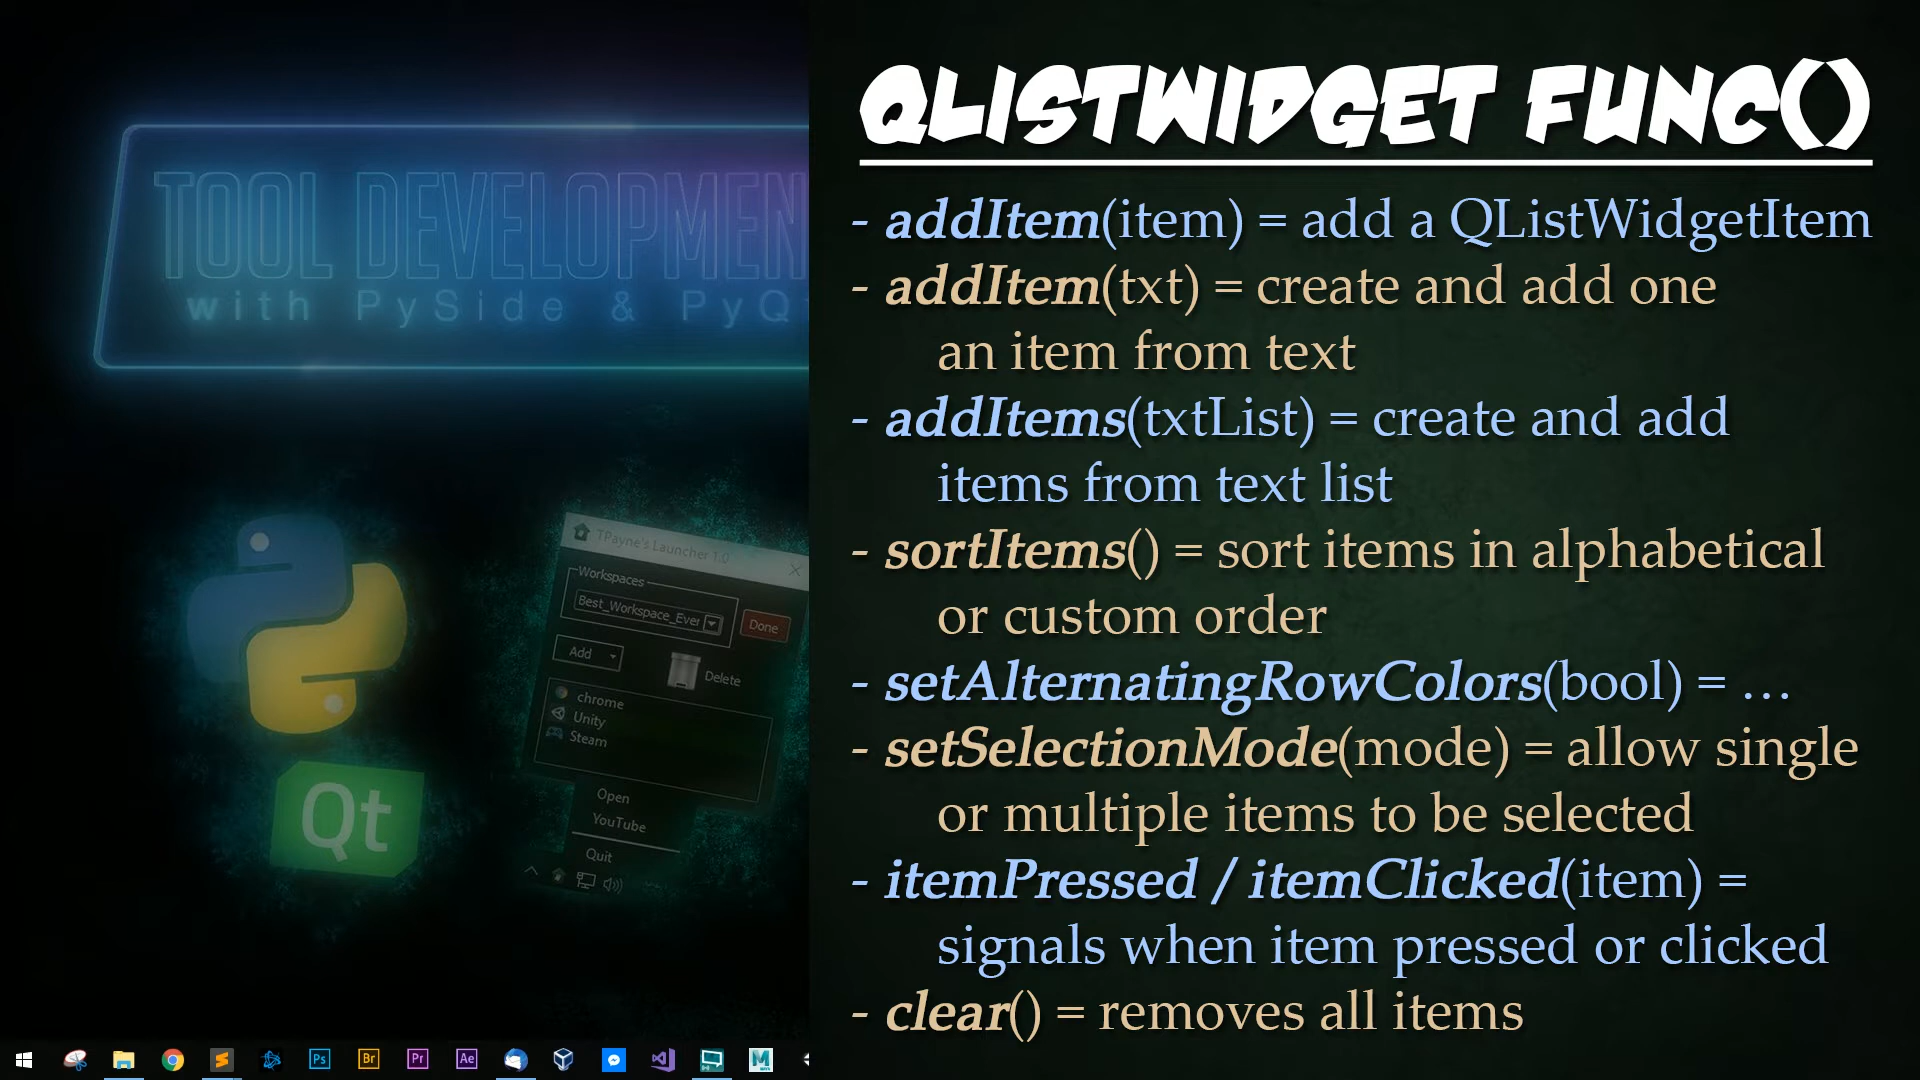 TOOL DEVELOPMEN
with PySide & PyQ
TPayne's Launcher 1.0
Workspaces
Best_Workspace_Ever
Done
Add
Delete
chrome
Unity
Steam
Open
YouTube
Quit
Qt
QLISTWIDGET FUNC()
- addItem(item) = add a QListWidgetItem
- addItem(txt) = create and add one
an item from text
- addItems(txtList) = create and add
items from text list
- sortItems() = sort items in alphabetical
or custom order
- setAlternatingRowColors(bool) = …
- setSelectionMode(mode) = allow single
or multiple items to be selected
- itemPressed / itemClicked(item) =
signals when item pressed or clicked
- clear() = removes all items
Ps
Br
Pr
Ae
M